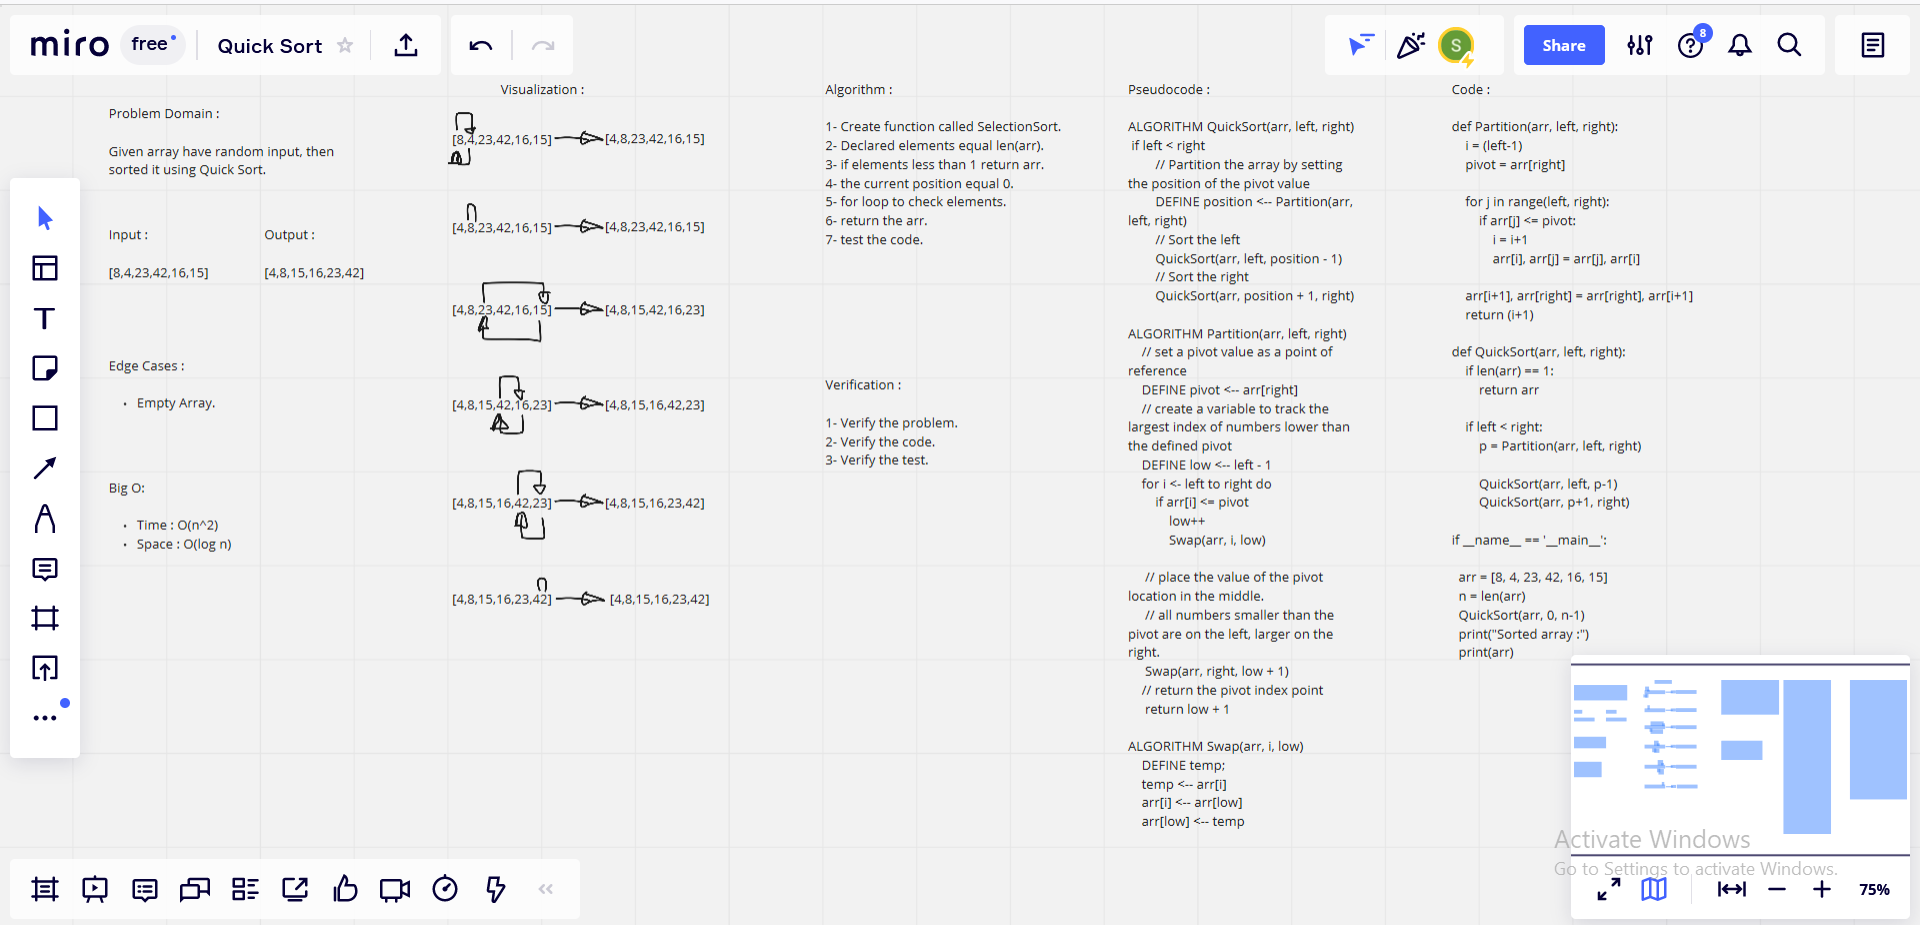 miro free Quick Sort
S
Share
8
Problem Domain :
Given array have random input, then
sorted it using Quick Sort.
Input :
[8,4,23,42,16,15]
Output :
[4,8,15,16,23,42]
Edge Cases :
• Empty Array.
Big O:
• Time : O(n^2)
• Space : O(log n)
Visualization :
[8,4,23,42,16,15] [4,8,23,42,16,15]
[4,8,23,42,16,15] [4,8,23,42,16,15]
[4,8,23,42,16,15] [4,8,15,42,16,23]
[4,8,15,42,16,23] [4,8,15,16,42,23]
[4,8,15,16,42,23] [4,8,15,16,23,42]
[4,8,15,16,23,42] [4,8,15,16,23,42]
Algorithm :
1- Create function called SelectionSort.
2- Declared elements equal len(arr).
3- if elements less than 1 return arr.
4- the current position equal 0.
5- for loop to check elements.
6- return the arr.
7- test the code.
Verification :
1- Verify the problem.
2- Verify the code.
3- Verify the test.
Pseudocode :
ALGORITHM QuickSort(arr, left, right)
if left < right
// Partition the array by setting
the position of the pivot value
DEFINE position <-- Partition(arr,
left, right)
// Sort the left
QuickSort(arr, left, position - 1)
// Sort the right
QuickSort(arr, position + 1, right)
ALGORITHM Partition(arr, left, right)
// set a pivot value as a point of
reference
DEFINE pivot <-- arr[right]
// create a variable to track the
largest index of numbers lower than
the defined pivot
DEFINE low <-- left - 1
for i <- left to right do
if arr[i] <= pivot
low++
Swap(arr, i, low)
// place the value of the pivot
location in the middle.
// all numbers smaller than the
pivot are on the left, larger on the
right.
Swap(arr, right, low + 1)
// return the pivot index point
return low + 1
ALGORITHM Swap(arr, i, low)
DEFINE temp;
temp <-- arr[i]
arr[i] <-- arr[low]
arr[low] <-- temp
Code :
def Partition(arr, left, right):
i = (left-1)
pivot = arr[right]
for j in range(left, right):
if arr[j] <= pivot:
i = i+1
arr[i], arr[j] = arr[j], arr[i]
arr[i+1], arr[right] = arr[right], arr[i+1]
return (i+1)
def QuickSort(arr, left, right):
if len(arr) == 1:
return arr
if left < right:
p = Partition(arr, left, right)
QuickSort(arr, left, p-1)
QuickSort(arr, p+1, right)
if __name__ == '__main__':
arr = [8, 4, 23, 42, 16, 15]
n = len(arr)
QuickSort(arr, 0, n-1)
print("Sorted array :")
print(arr)
Activate Windows
Go to Settings to activate Windows.
75%